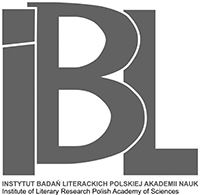 IBL
INSTYTUT BADAŃ LITERACKICH POLSKIEJ AKADEMII NAUK
Institute of Literary Research Polish Academy of Sciences